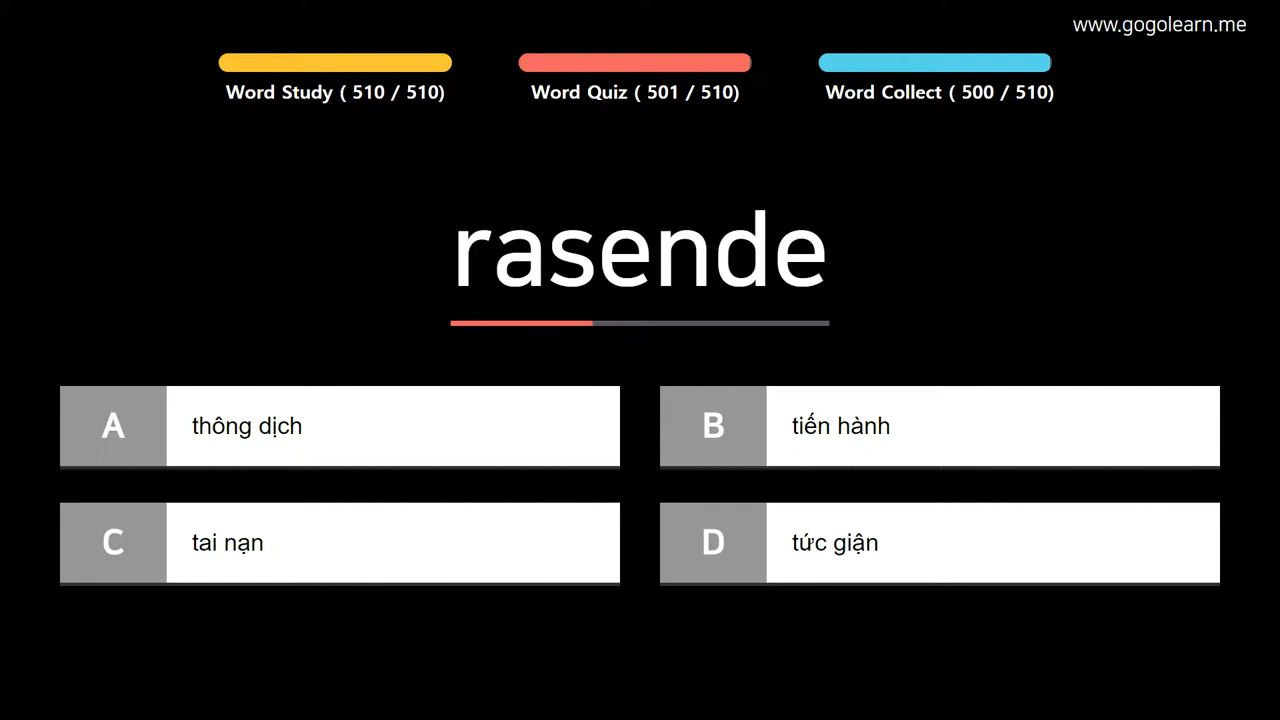 www.gogolearn.me
Word Study ( 510 / 510)
Word Quiz ( 501 / 510)
Word Collect ( 500 / 510)
rasende
A
thông dịch
B
tiến hành
C
tai nạn
D
tức giận